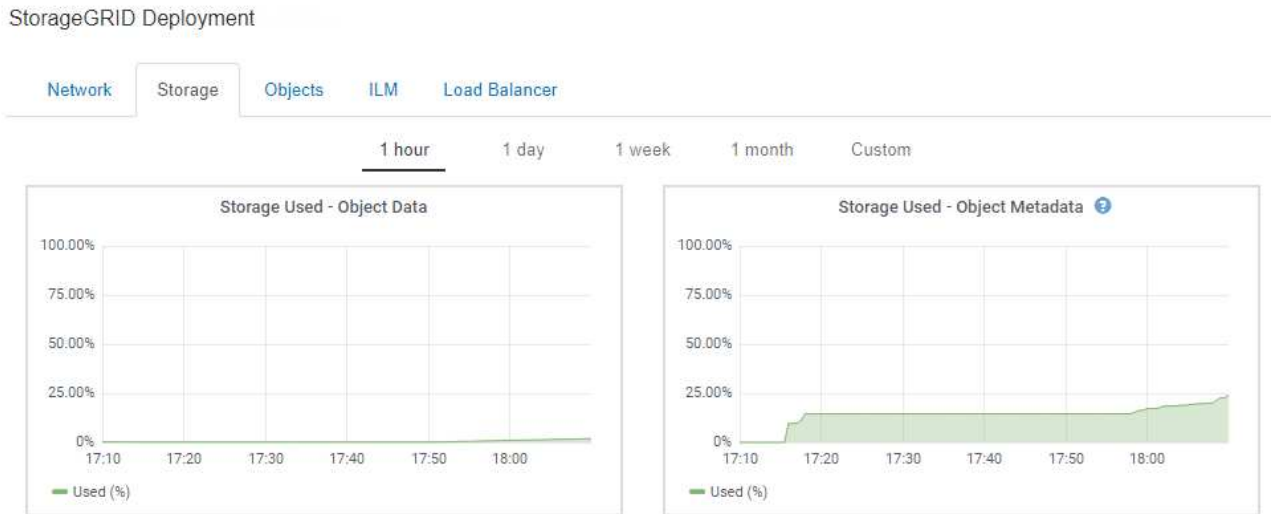 StorageGRID Deployment
Network Storage Objects ILM Load Balancer
1 hour 1 day 1 week 1 month Custom
Storage Used - Object Data
100.00%
75.00%
50.00%
25.00%
0%
17:10 17:20 17:30 17:40 17:50 18:00
Used (%)
Storage Used - Object Metadata ?
100.00%
75.00%
50.00%
25.00%
0%
17:10 17:20 17:30 17:40 17:50 18:00
Used (%)